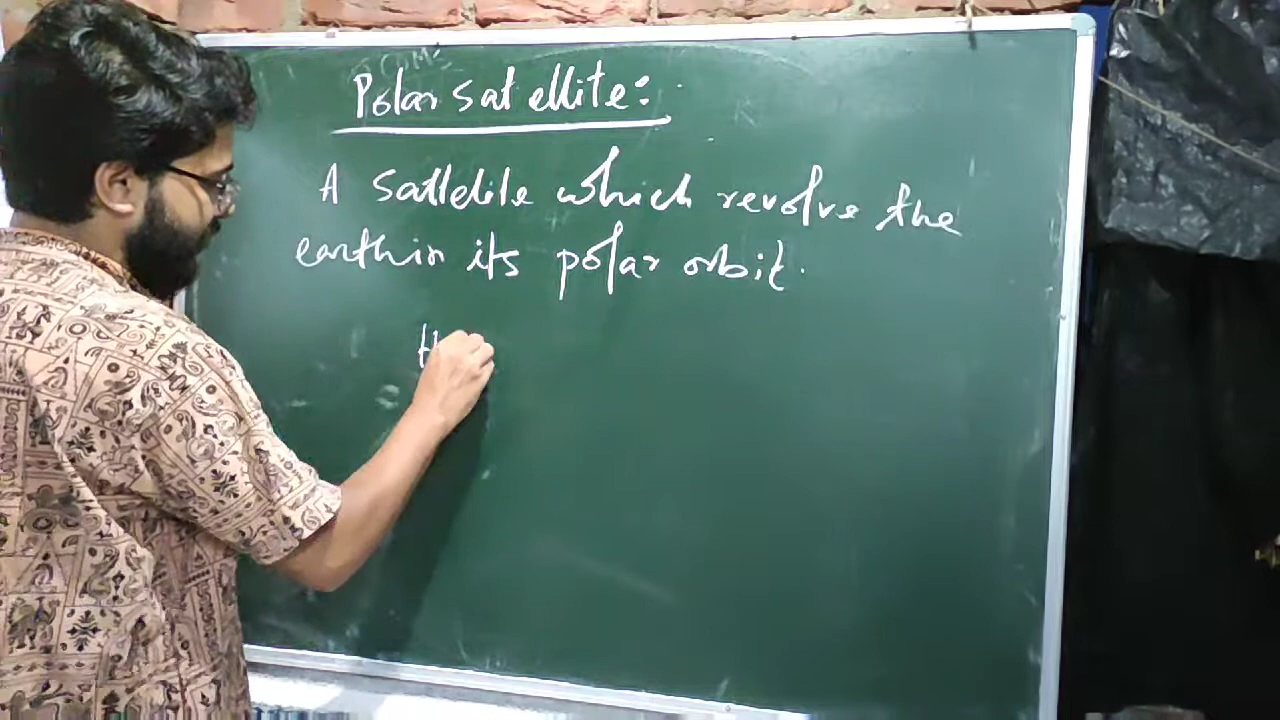 Polar satellite:
A sattelite which revolve the
earth in its polar orbit.
H